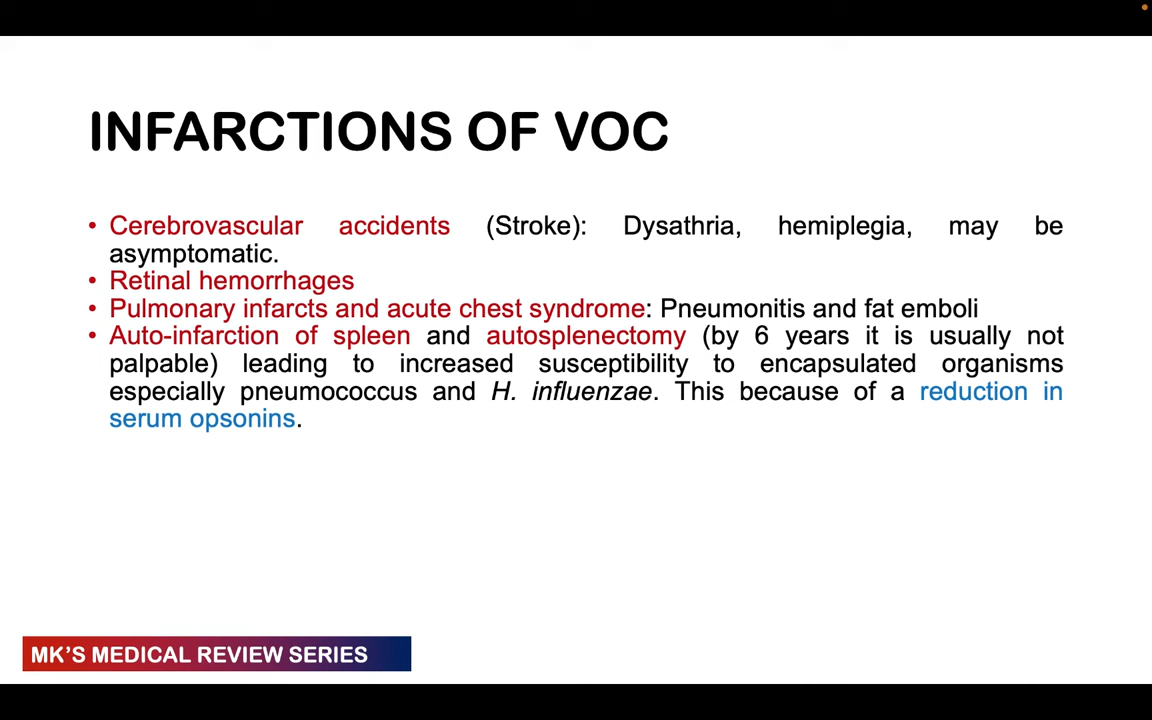 INFARCTIONS OF VOC
• Cerebrovascular accidents (Stroke): Dysathria, hemiplegia, may be
asymptomatic.
• Retinal hemorrhages
• Pulmonary infarcts and acute chest syndrome: Pneumonitis and fat emboli
• Auto-infarction of spleen and autosplenectomy (by 6 years it is usually not
palpable) leading to increased susceptibility to encapsulated organisms
especially pneumococcus and H. influenzae. This because of a reduction in
serum opsonins.
MK'S MEDICAL REVIEW SERIES